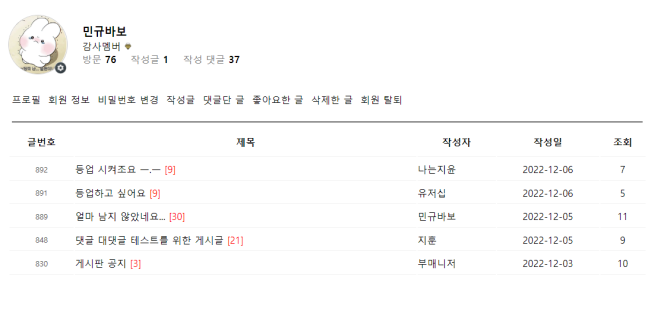 민규바보
감사멤버
방문 76 작성글 1 작성 댓글 37
프로필 회원 정보 비밀번호 변경 작성글 댓글단 글 좋아요한 글 삭제한 글 회원 탈퇴
글번호 제목 작성자 작성일 조회
892 등업 시켜조요 ㅡ.ㅡ [9] 나는지윤 2022-12-06 7
891 등업하고 싶어요 [9] 유저십 2022-12-06 5
889 얼마 남지 않았네요... [30] 민규바보 2022-12-05 11
848 댓글 대댓글 테스트를 위한 게시글 [21] 지훈 2022-12-05 9
830 게시판 공지 [3] 부매니저 2022-12-03 10